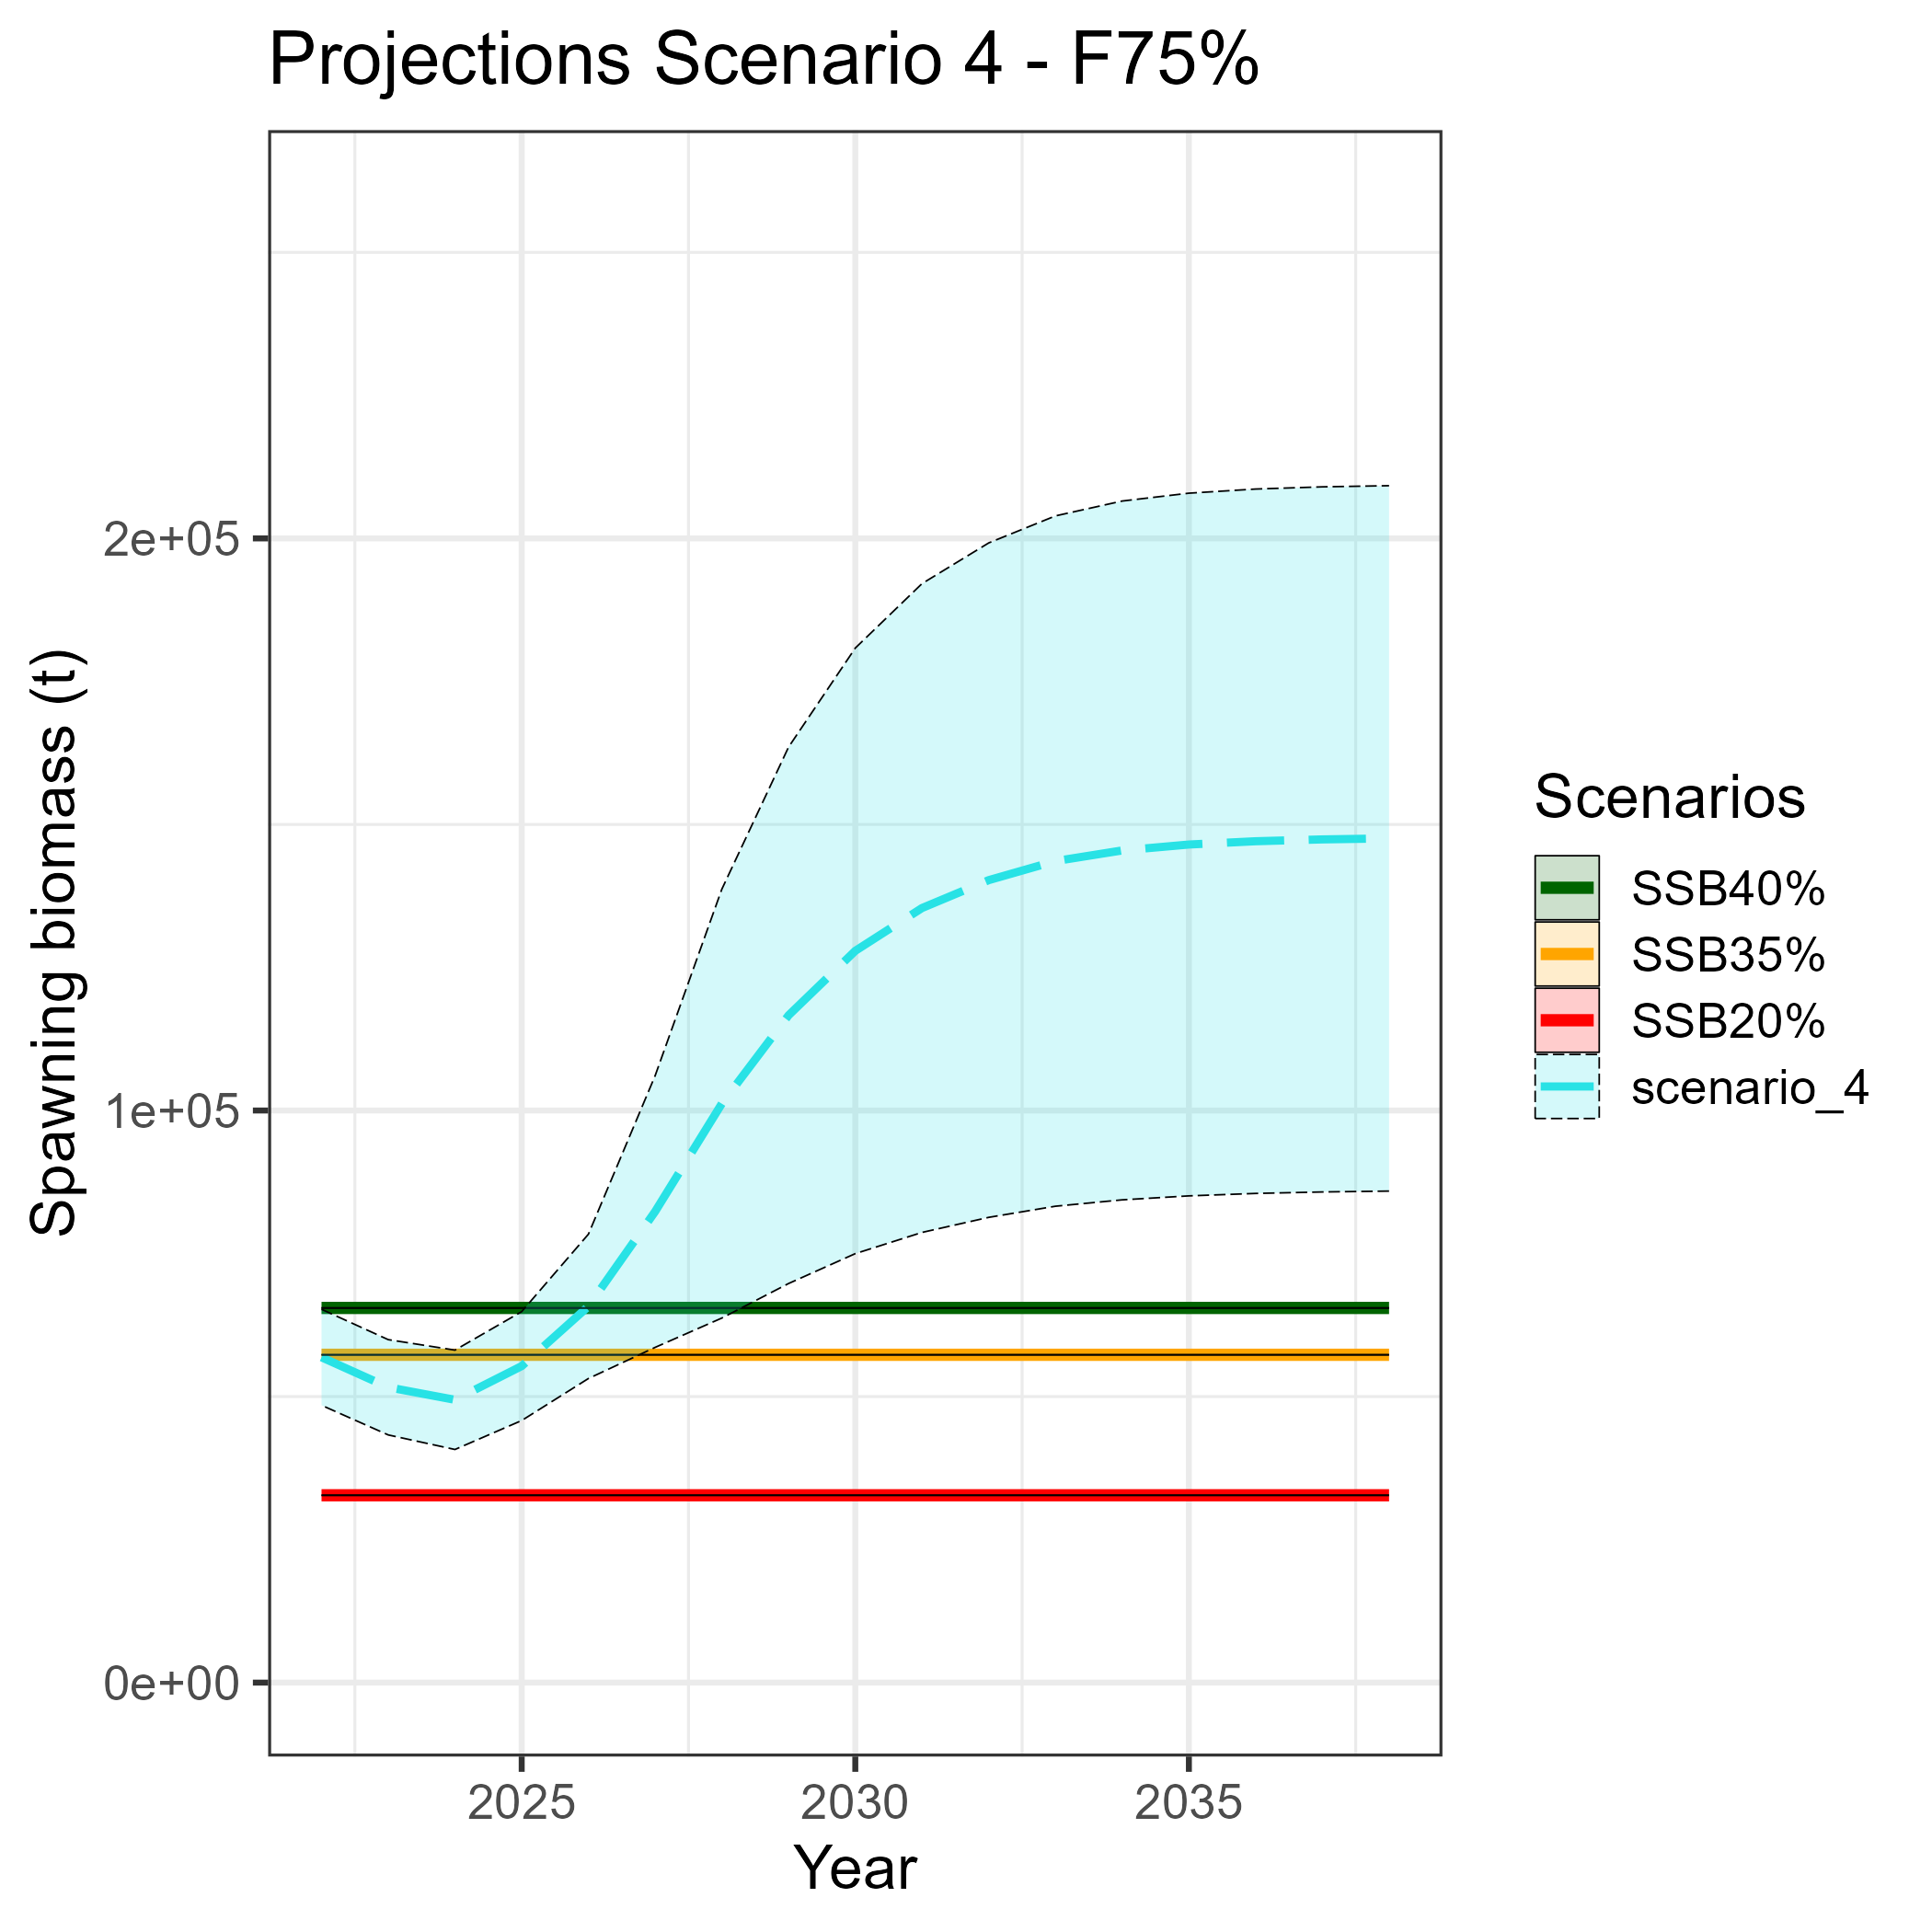 Projections Scenario 4 - F75%
Spawning biomass (t)
2e+05
1e+05
0e+00
2025
2030
2035
Year
Scenarios
SSB40%
SSB35%
SSB20%
scenario_4